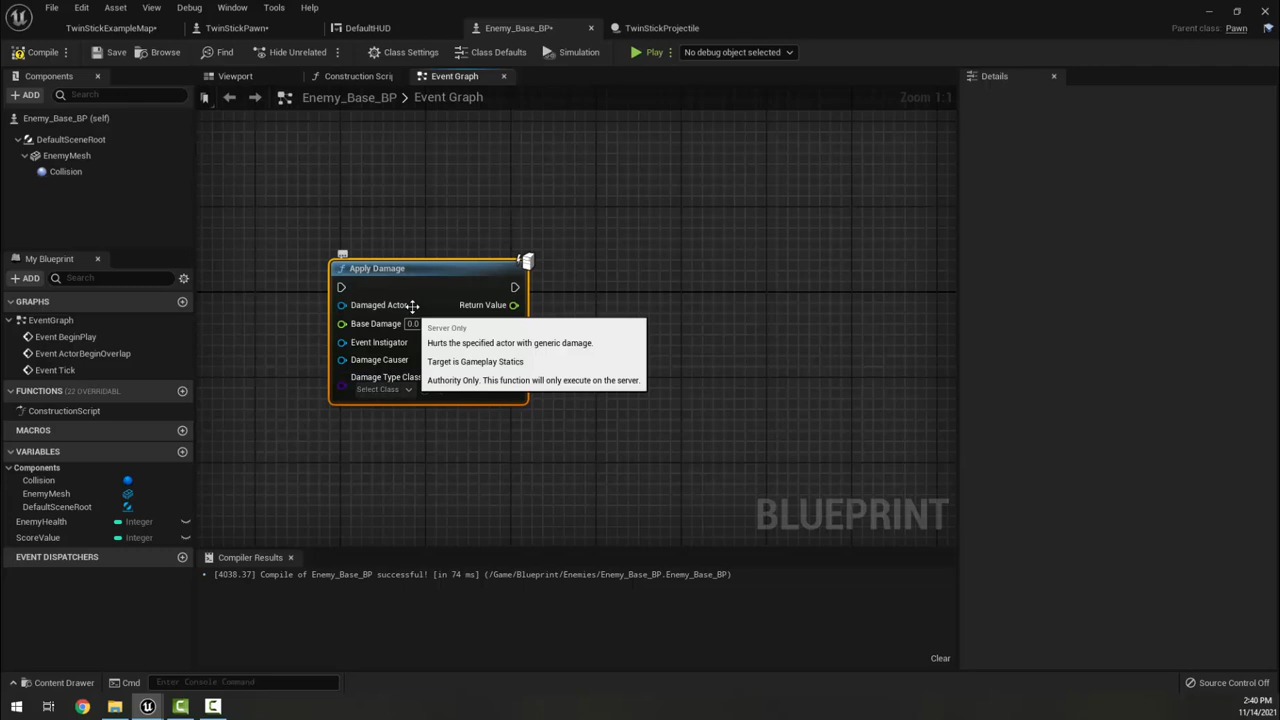 File Edit Asset View Debug Window Tools Help
TwinStickExampleMap• TwinStickPawn• DefaultHUD Enemy_Base_BP• TwinStickProjectile Parent class: Pawn
Compile Save Browse Find Hide Unrelated Class Settings Class Defaults Simulation Play No debug object selected
Components Viewport Construction Scrip Event Graph Details
ADD Search Enemy_Base_BP > Event Graph Zoom 1:1
Enemy_Base_BP (self)
DefaultSceneRoot
EnemyMesh
Collision
My Blueprint
ADD Search
GRAPHS
EventGraph
Event BeginPlay
Event ActorBeginOverlap
Event Tick
FUNCTIONS (22 OVERRIDABL
ConstructionScript
MACROS
VARIABLES
Components
Collision
EnemyMesh
DefaultSceneRoot
EnemyHealth Integer
ScoreValue Integer
EVENT DISPATCHERS
f Apply Damage
Damaged Actor Return Value
Base Damage 0.0
Event Instigator
Damage Causer
Damage Type Class
Select Class
Server Only
Hurts the specified actor with generic damage.
Target is Gameplay Statics
Authority Only. This function will only execute on the server.
BLUEPRINT
Compiler Results
• [4038.37] Compile of Enemy_Base_BP successful! [in 74 ms] (/Game/Blueprint/Enemies/Enemy_Base_BP.Enemy_Base_BP)
Clear
Content Drawer Cmd Enter Console Command Source Control Off
2:40 PM
11/14/2021